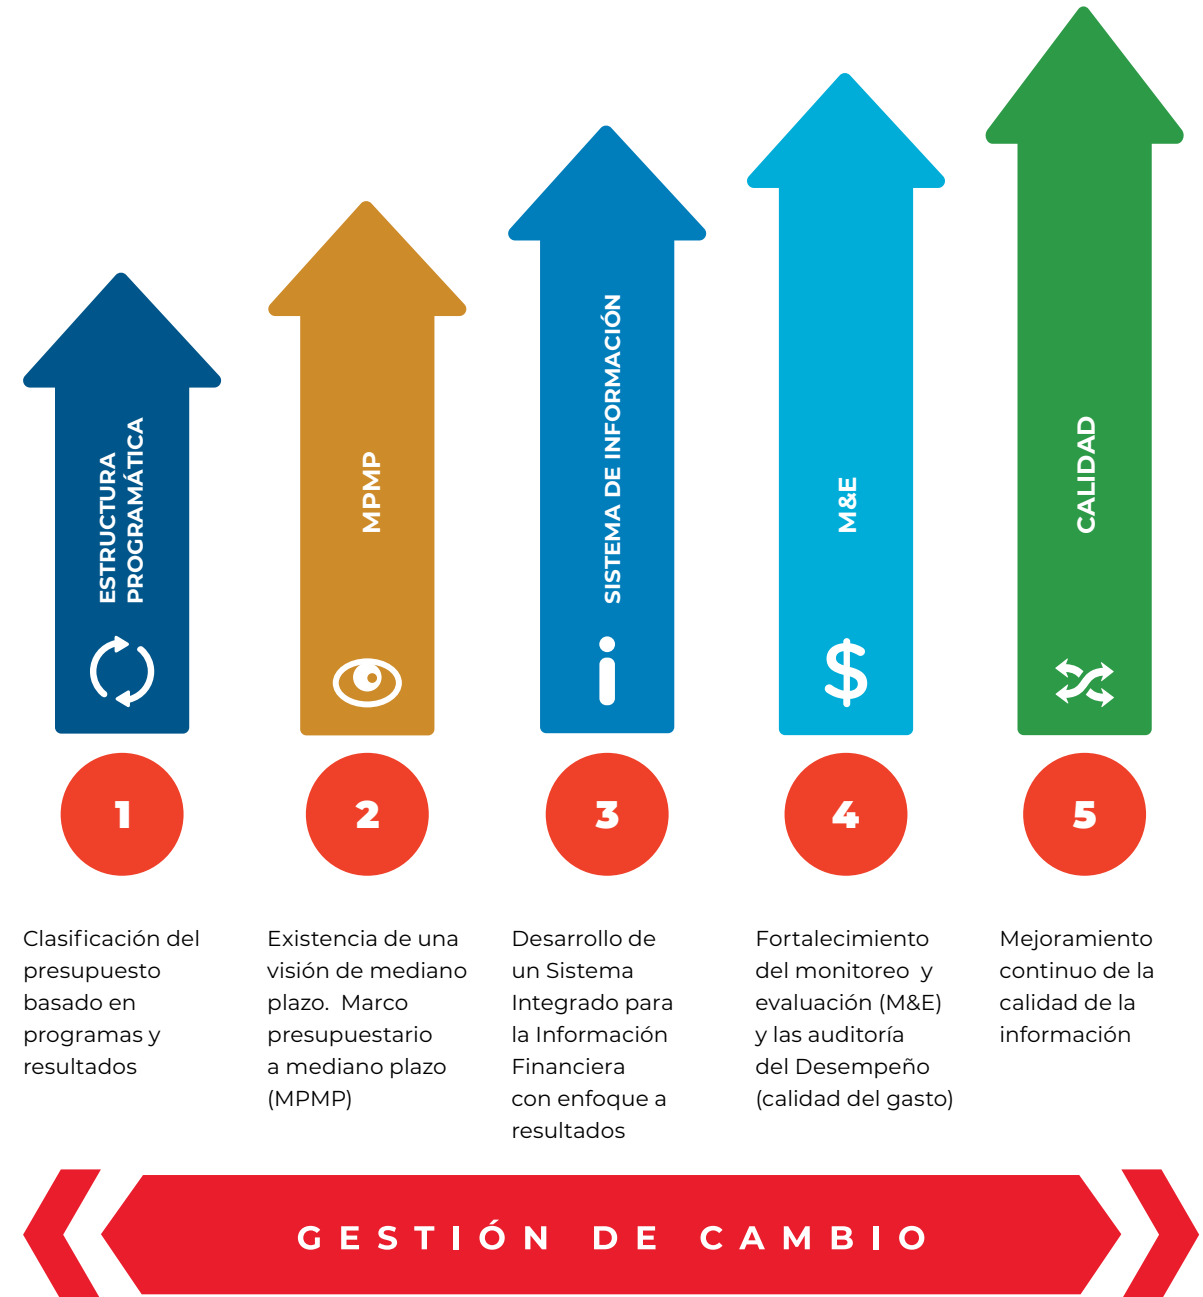 ESTRUCTURA
PROGRAMÁTICA
MPMP
SISTEMA DE INFORMACIÓN
M&E
$
CALIDAD
1
2
3
4
5
Clasificación del
presupuesto
basado en
programas y
resultados
Existencia de una
visión de mediano
plazo. Marco
presupuestario
a mediano plazo
(MPMP)
Desarrollo de
un Sistema
Integrado para
la Información
Financiera
con enfoque a
resultados
Fortalecimiento
del monitoreo y
evaluación (M&E)
y las auditoría
del Desempeño
(calidad del gasto)
Mejoramiento
continuo de la
calidad de la
información
GESTIÓN DE CAMBIO